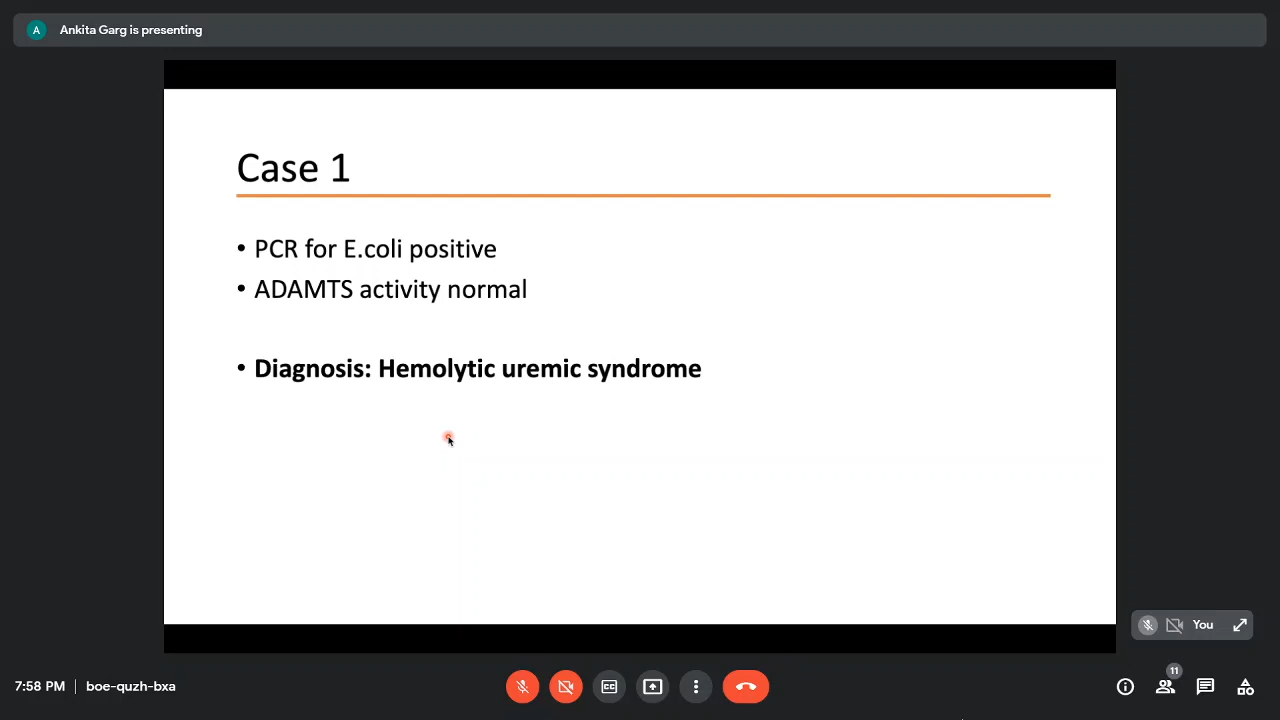 A Ankita Garg is presenting
Case 1
• PCR for E.coli positive
• ADAMTS activity normal
• Diagnosis: Hemolytic uremic syndrome
You
11
7:58 PM | boe-quzh-bxa
CC